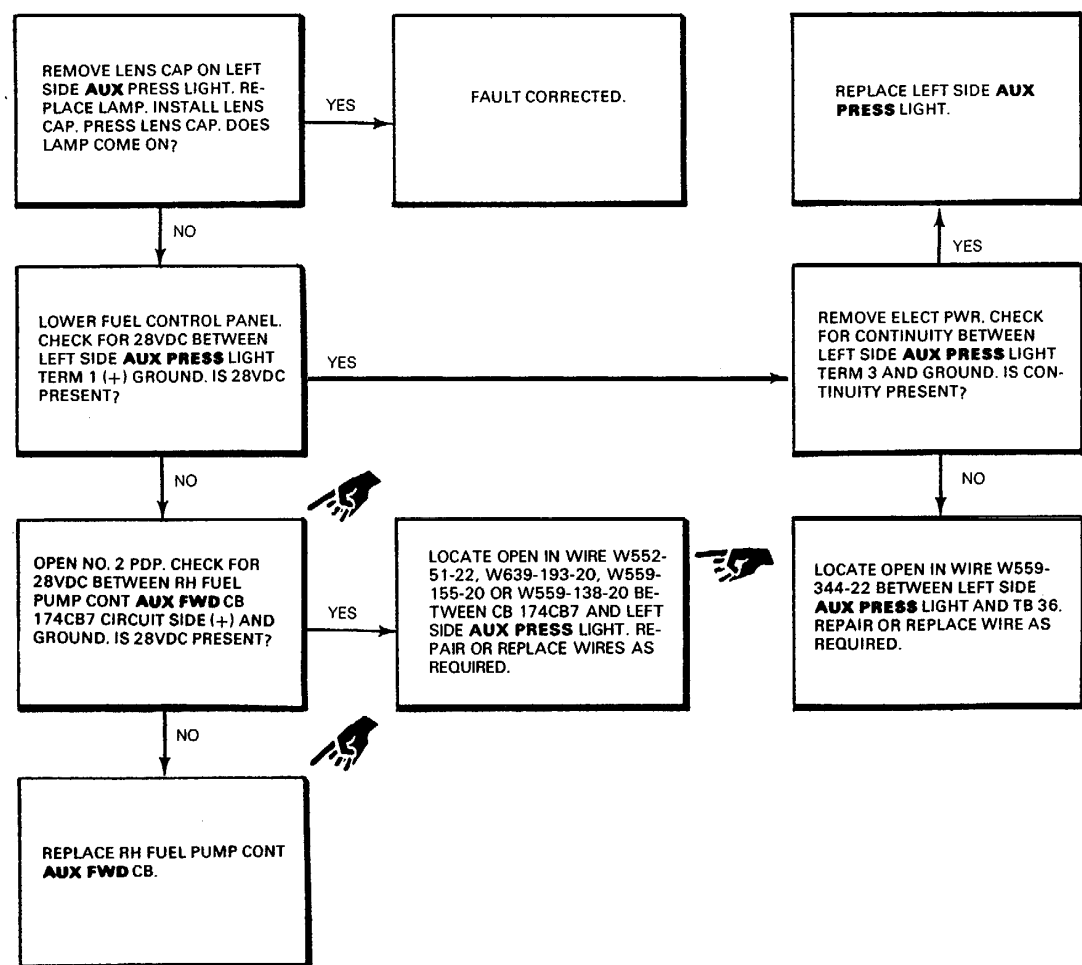 REMOVE LENS CAP ON LEFT
SIDE AUX PRESS LIGHT. RE-
PLACE LAMP. INSTALL LENS
CAP. PRESS LENS CAP. DOES
LAMP COME ON?
YES
FAULT CORRECTED.
REPLACE LEFT SIDE AUX
PRESS LIGHT.
NO
YES
LOWER FUEL CONTROL PANEL.
CHECK FOR 28VDC BETWEEN
LEFT SIDE AUX PRESS LIGHT
TERM 1 (+) GROUND. IS 28VDC
PRESENT?
YES
REMOVE ELECT PWR. CHECK
FOR CONTINUITY BETWEEN
LEFT SIDE AUX PRESS LIGHT
TERM 3 AND GROUND. IS CON-
TINUITY PRESENT?
NO
NO
OPEN NO. 2 PDP. CHECK FOR
28VDC BETWEEN RH FUEL
PUMP CONT AUX FWD CB
174CB7 CIRCUIT SIDE (+) AND
GROUND. IS 28VDC PRESENT?
YES
LOCATE OPEN IN WIRE W552-
51-22, W639-193-20, W559-
155-20 OR W559-138-20 BE-
TWEEN CB 174CB7 AND LEFT
SIDE AUX PRESS LIGHT. RE-
PAIR OR REPLACE WIRES AS
REQUIRED.
LOCATE OPEN IN WIRE W559-
344-22 BETWEEN LEFT SIDE
AUX PRESS LIGHT AND TB 36.
REPAIR OR REPLACE WIRE AS
REQUIRED.
NO
REPLACE RH FUEL PUMP CONT
AUX FWD CB.